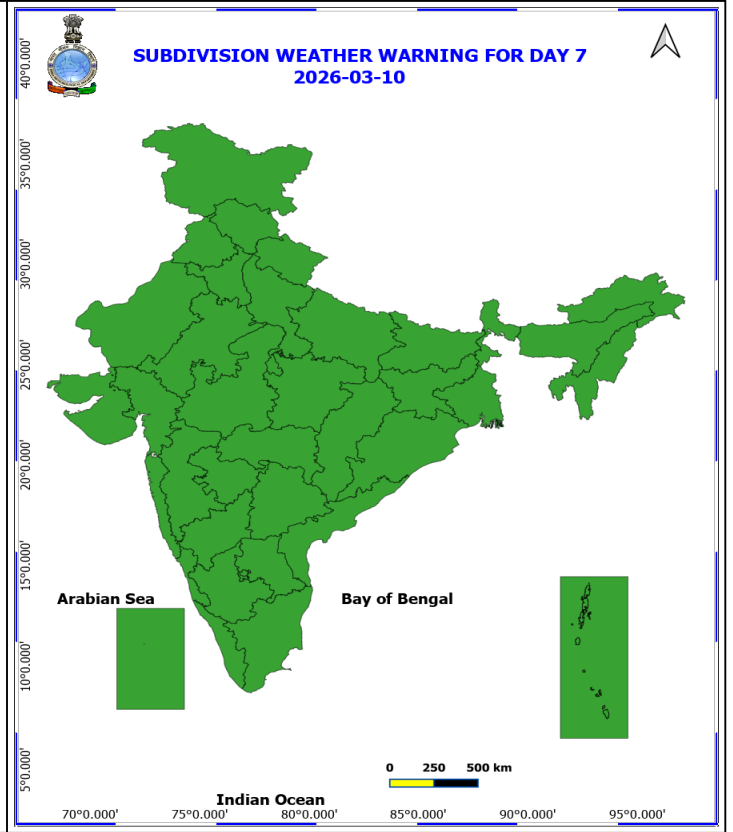 SUBDIVISION WEATHER WARNING FOR DAY 7
2026-03-10
40°0.000'
35°0.000'
30°0.000'
25°0.000'
20°0.000'
15°0.000'
10°0.000'
5°0.000'
Arabian Sea
Bay of Bengal
0 250 500 km
Indian Ocean
70°0.000' 75°0.000' 80°0.000' 85°0.000' 90°0.000' 95°0.000'